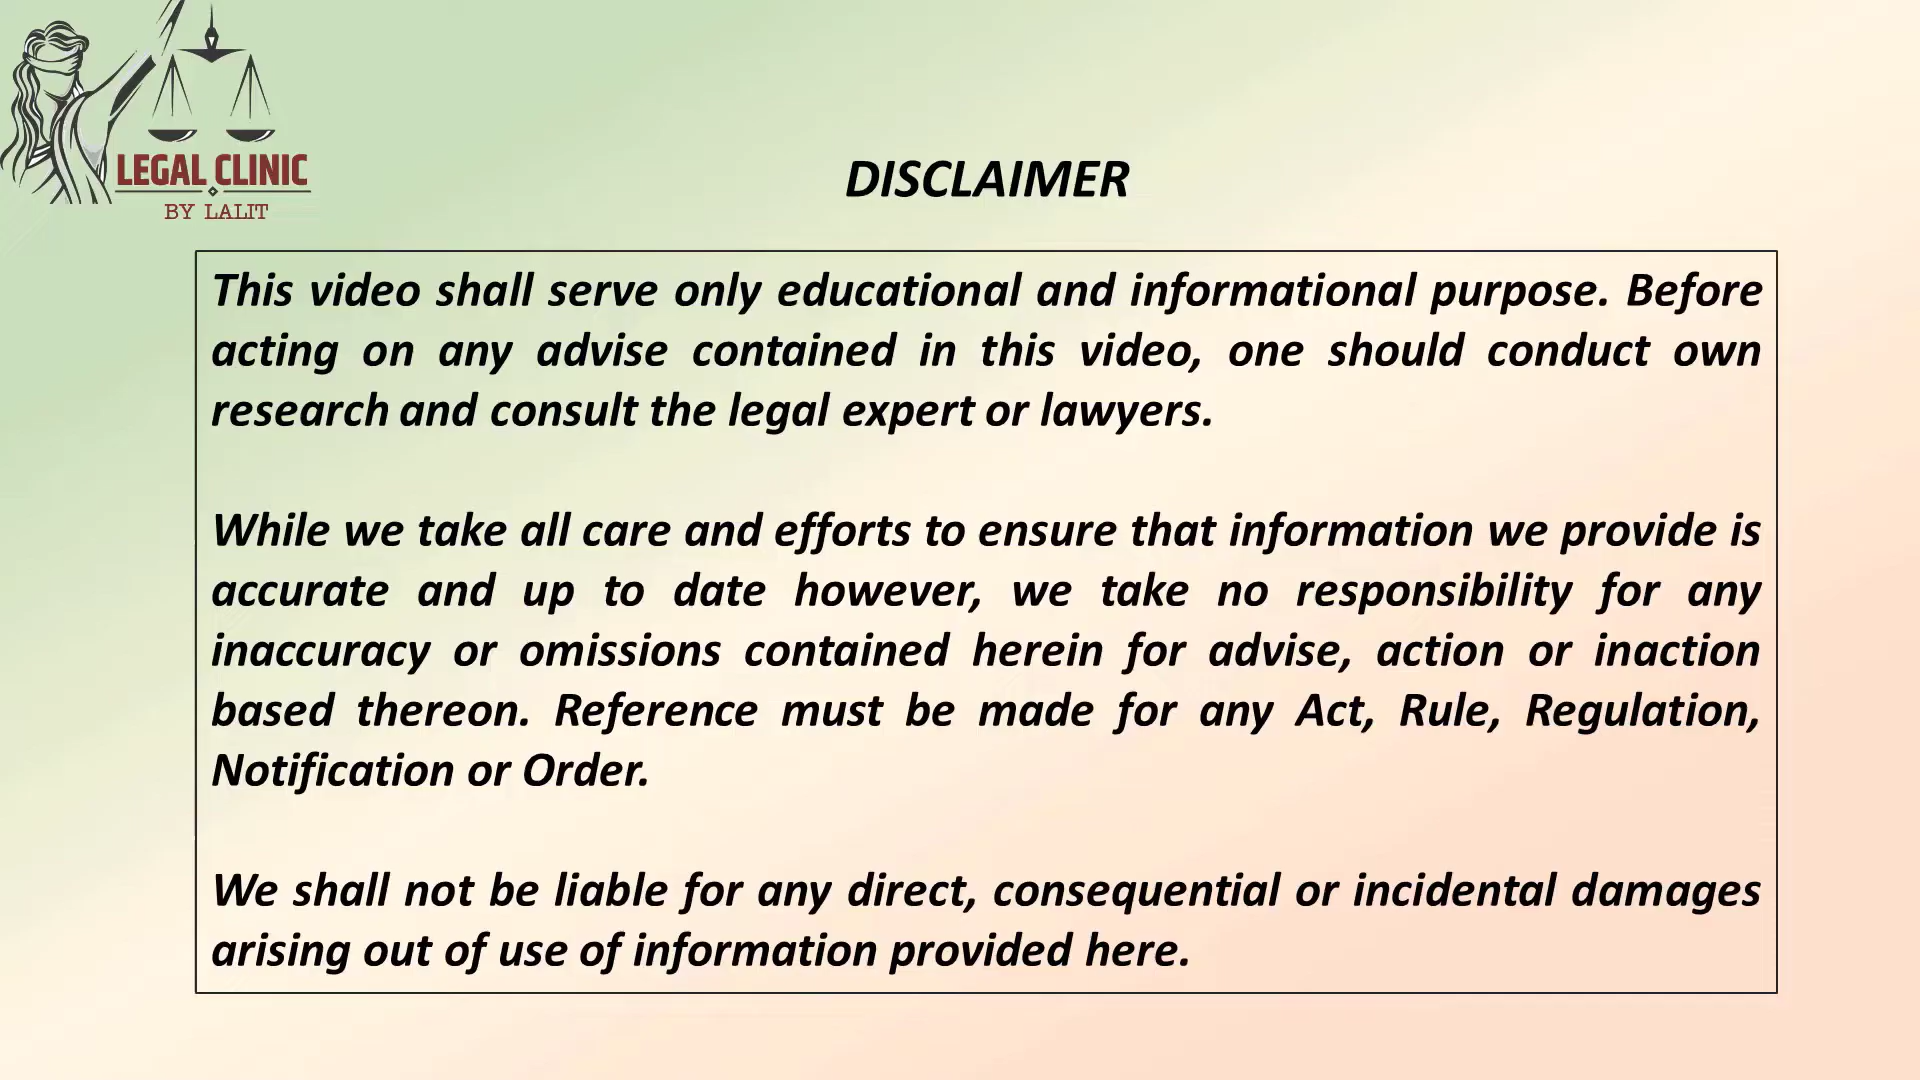 LEGAL CLINIC
BY LALIT
DISCLAIMER
This video shall serve only educational and informational purpose. Before
acting on any advise contained in this video, one should conduct own
research and consult the legal expert or lawyers.
While we take all care and efforts to ensure that information we provide is
accurate and up to date however, we take no responsibility for any
inaccuracy or omissions contained herein for advise, action or inaction
based thereon. Reference must be made for any Act, Rule, Regulation,
Notification or Order.
We shall not be liable for any direct, consequential or incidental damages
arising out of use of information provided here.